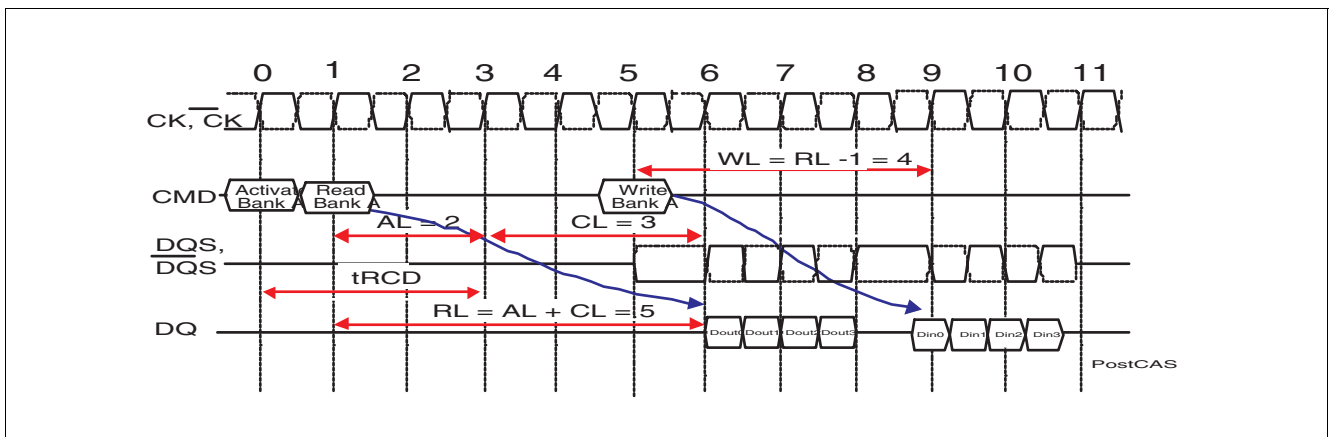 0 1 2 3 4 5 6 7 8 9 10 11
CK, CK
WL = RL -1 = 4
CMD
Activat
Bank A
Read
Bank A
Write
Bank A
AL = 2
CL = 3
DQS,
DQS
tRCD
RL = AL + CL = 5
DQ
Dout0 Dout1 Dout2 Dout3
Din0 Din1 Din2 Din3
PostCAS